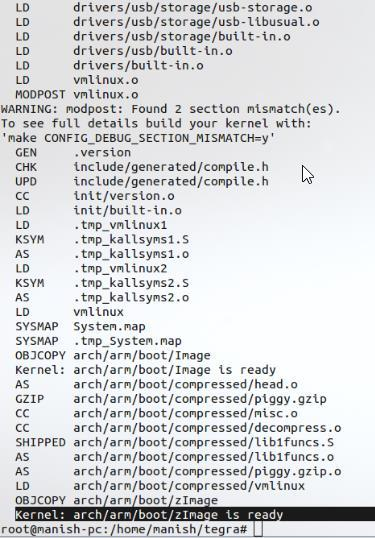 LD drivers/usb/storage/usb-storage.o
LD drivers/usb/storage/usb-libusual.o
LD drivers/usb/storage/built-in.o
LD drivers/usb/built-in.o
LD drivers/built-in.o
LD vmlinux.o
MODPOST vmlinux.o
WARNING: modpost: Found 2 section mismatch(es).
To see full details build your kernel with:
'make CONFIG_DEBUG_SECTION_MISMATCH=y'
GEN .version
CHK include/generated/compile.h
UPD include/generated/compile.h
CC init/version.o
LD init/built-in.o
LD .tmp_vmlinux1
KSYM .tmp_kallsyms1.S
AS .tmp_kallsyms1.o
LD .tmp_vmlinux2
KSYM .tmp_kallsyms2.S
AS .tmp_kallsyms2.o
LD vmlinux
SYSMAP System.map
SYSMAP .tmp_System.map
OBJCOPY arch/arm/boot/Image
Kernel: arch/arm/boot/Image is ready
AS arch/arm/boot/compressed/head.o
GZIP arch/arm/boot/compressed/piggy.gzip
CC arch/arm/boot/compressed/misc.o
CC arch/arm/boot/compressed/decompress.o
SHIPPED arch/arm/boot/compressed/lib1funcs.S
AS arch/arm/boot/compressed/lib1funcs.o
AS arch/arm/boot/compressed/piggy.gzip.o
LD arch/arm/boot/compressed/vmlinux
OBJCOPY arch/arm/boot/zImage
Kernel: arch/arm/boot/zImage is ready
root@manish-pc:/home/manish/tegra#